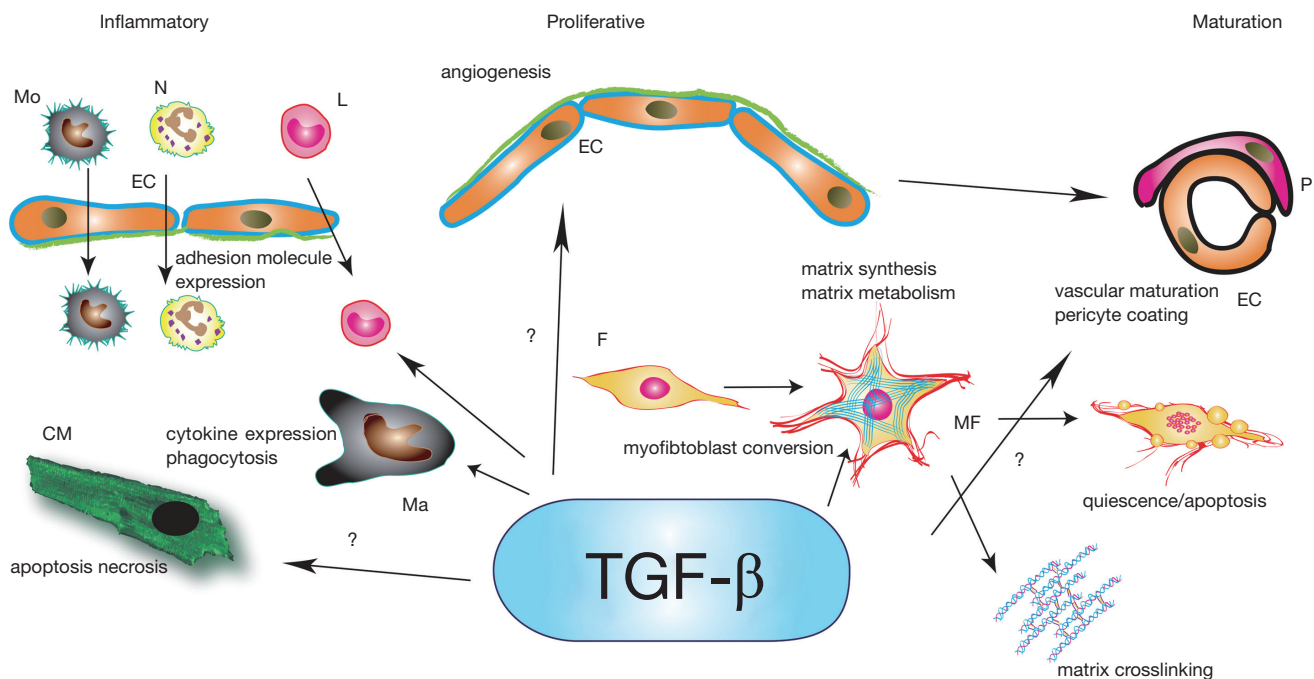 Inflammatory
Proliferative
Maturation
Mo
N
L
EC
adhesion molecule
expression
angiogenesis
EC
P
EC
vascular maturation
pericyte coating
matrix synthesis
matrix metabolism
?
F
MF
myofibtoblast conversion
?
quiescence/apoptosis
CM
cytokine expression
phagocytosis
Ma
?
apoptosis necrosis
TGF-β
matrix crosslinking